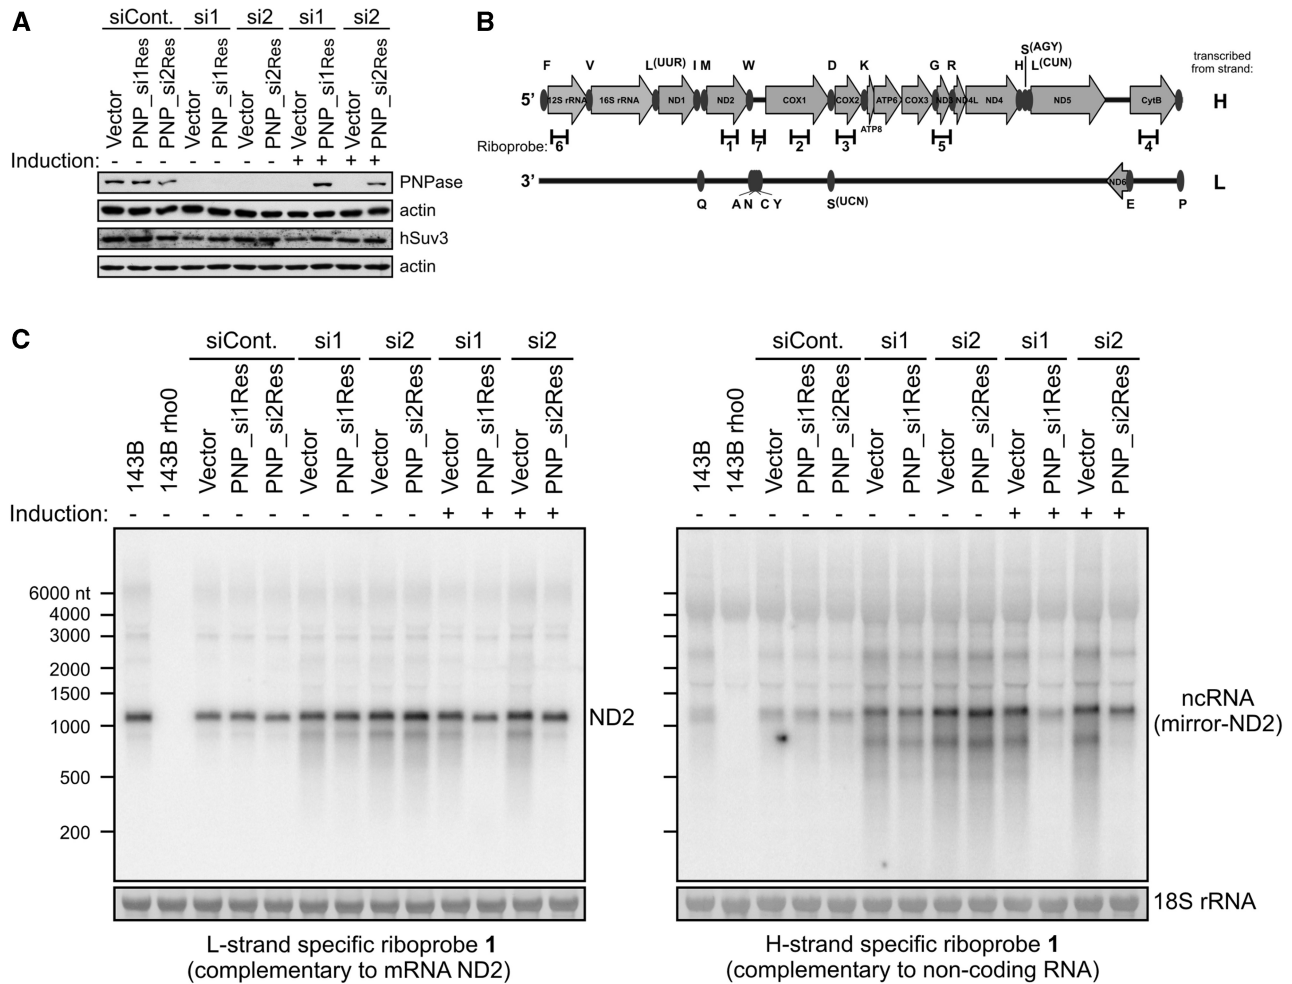 A
siCont. si1 si2 si1 si2
Vector PNP_si1Res PNP_si2Res Vector PNP_si1Res Vector PNP_si2Res Vector PNP_si1Res Vector PNP_si2Res
Induction: - - - - - - - + + + +
PNPase
actin
hSuv3
actin
B
S(AGY)
F V L(UUR) I M W D K G R H L(CUN)
transcribed
from strand:
5’ 12S rRNA 16S rRNA ND1 ND2 COX1 COX2 ATP6 COX3 ND3 ND4L ND4 ND5 CytB H
ATP8
Riboprobe: 6 1 7 2 3 5 4
3’ ND6 L
Q A N C Y S(UCN) E P
C
siCont. si1 si2 si1 si2
143B 143B rho0 Vector PNP_si1Res PNP_si2Res Vector PNP_si1Res Vector PNP_si2Res Vector PNP_si1Res Vector PNP_si2Res
Induction: - - - - - - - - - + + + +
6000 nt
4000
3000
2000
1500
1000
500
200
ND2
L-strand specific riboprobe 1
(complementary to mRNA ND2)
siCont. si1 si2 si1 si2
143B 143B rho0 Vector PNP_si1Res PNP_si2Res Vector PNP_si1Res Vector PNP_si2Res Vector PNP_si1Res Vector PNP_si2Res
- - - - - - - - - + + + +
ncRNA
(mirror-ND2)
18S rRNA
H-strand specific riboprobe 1
(complementary to non-coding RNA)